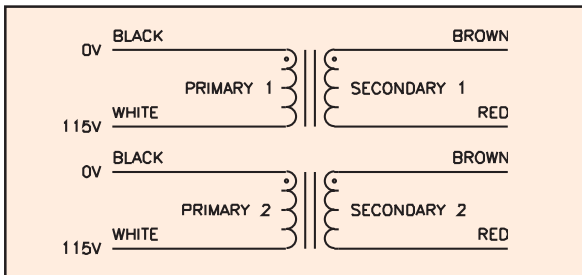 BLACK BROWN
0V
PRIMARY 1 SECONDARY 1
WHITE RED
115V
BLACK BROWN
0V
PRIMARY 2 SECONDARY 2
WHITE RED
115V